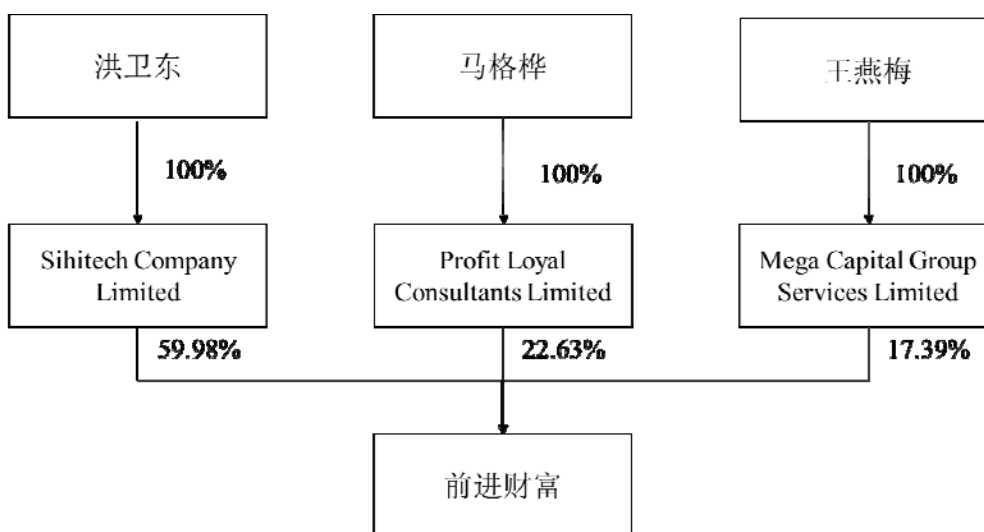 洪卫东
马格桦
王燕梅
100%
100%
100%
Sihitech Company
Limited
Profit Loyal
Consultants Limited
Mega Capital Group
Services Limited
59.98%
22.63%
17.39%
前进财富